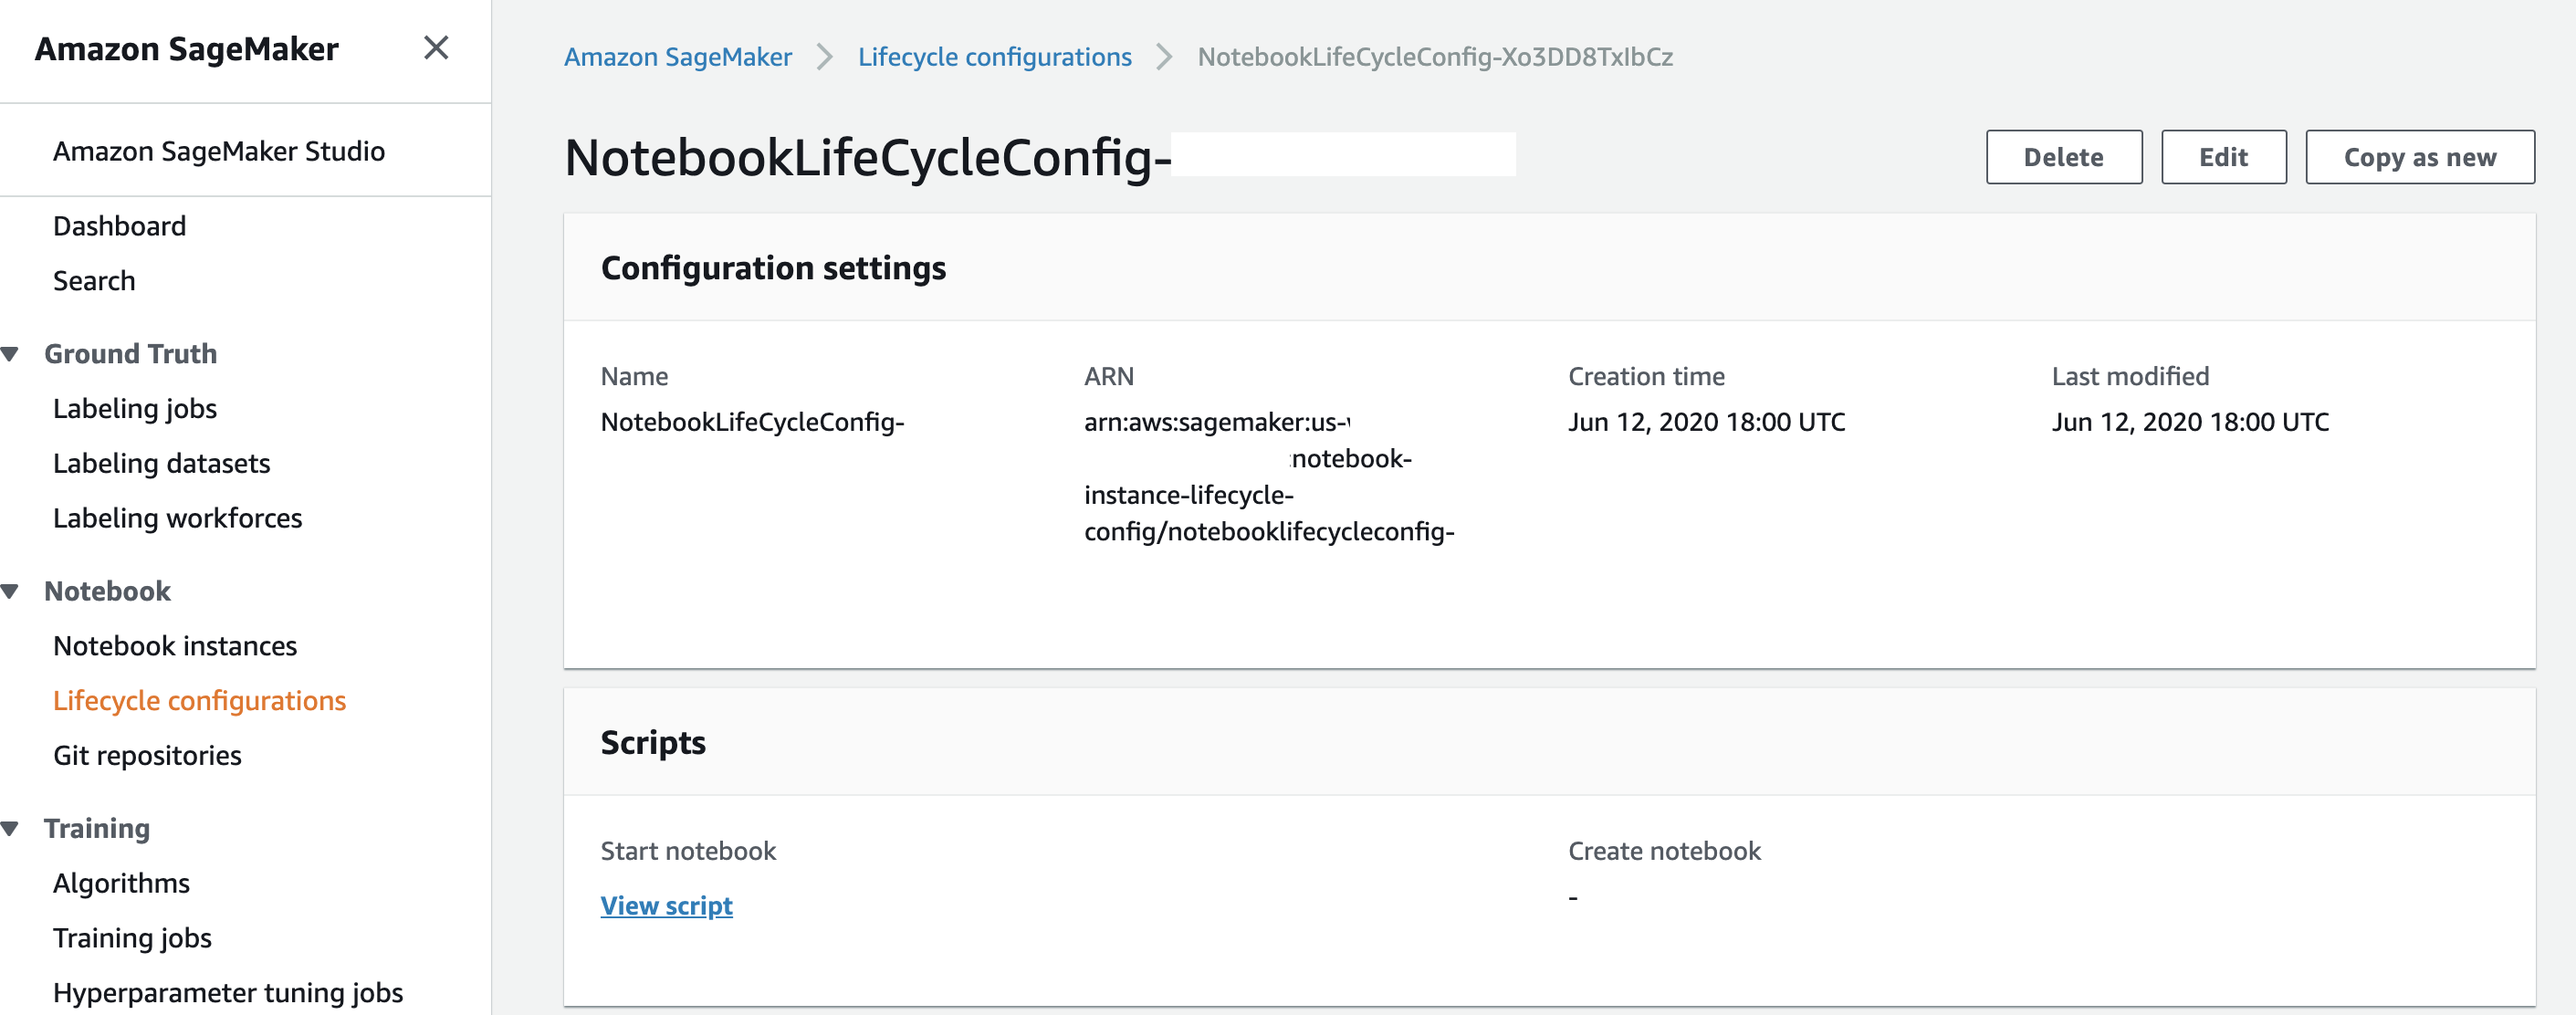 Amazon SageMaker
Amazon SageMaker Studio
Dashboard
Search
Ground Truth
Labeling jobs
Labeling datasets
Labeling workforces
Notebook
Notebook instances
Lifecycle configurations
Git repositories
Training
Algorithms
Training jobs
Hyperparameter tuning jobs
Amazon SageMaker Lifecycle configurations NotebookLifeCycleConfig-Xo3DD8TxIbCz
NotebookLifeCycleConfig-
Delete Edit Copy as new
Configuration settings
Name
NotebookLifeCycleConfig-
ARN
arn:aws:sagemaker:us-
:notebook-
instance-lifecycle-
config/notebooklifecycleconfig-
Creation time
Jun 12, 2020 18:00 UTC
Last modified
Jun 12, 2020 18:00 UTC
Scripts
Start notebook
View script
Create notebook
-